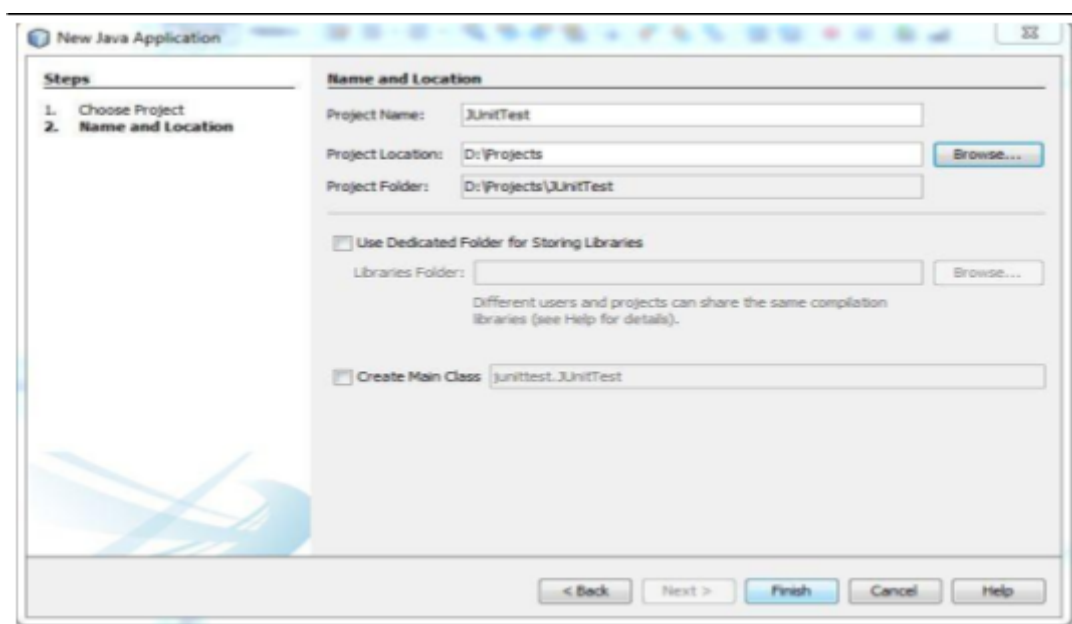 New Java Application
Steps
1. Choose Project
2. Name and Location
Name and Location
Project Name: JUnitTest
Project Location: D:\Projects Browse...
Project Folder: D:\Projects\JUnitTest
Use Dedicated Folder for Storing Libraries
Libraries Folder: Browse...
Different users and projects can share the same compilation
libraries (see Help for details).
Create Main Class junittest.JUnitTest
< Back Next > Finish Cancel Help